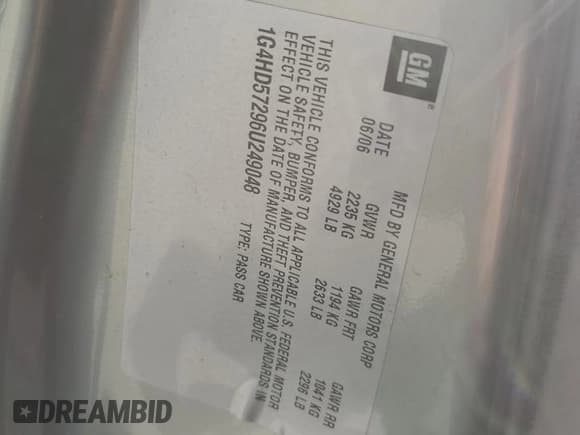 GM®
MFD BY GENERAL MOTORS CORP
DATE GVWR GAWR FRT GAWR RR
06/06 2235 KG 1194 KG 1041 KG
4929 LB 2633 LB 2296 LB
THIS VEHICLE CONFORMS TO ALL APPLICABLE U.S. FEDERAL MOTOR
VEHICLE SAFETY, BUMPER, AND THEFT PREVENTION STANDARDS IN
EFFECT ON THE DATE OF MANUFACTURE SHOWN ABOVE.
1G4HD57296U249048 TYPE: PASS CAR
DREAMBID